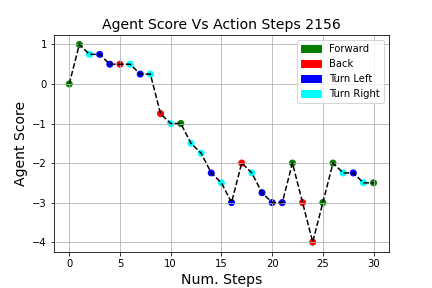 Agent Score Vs Action Steps 2156
Forward
Back
Turn Left
Turn Right
Agent Score
1
0
−1
−2
−3
−4
0 5 10 15 20 25 30
Num. Steps